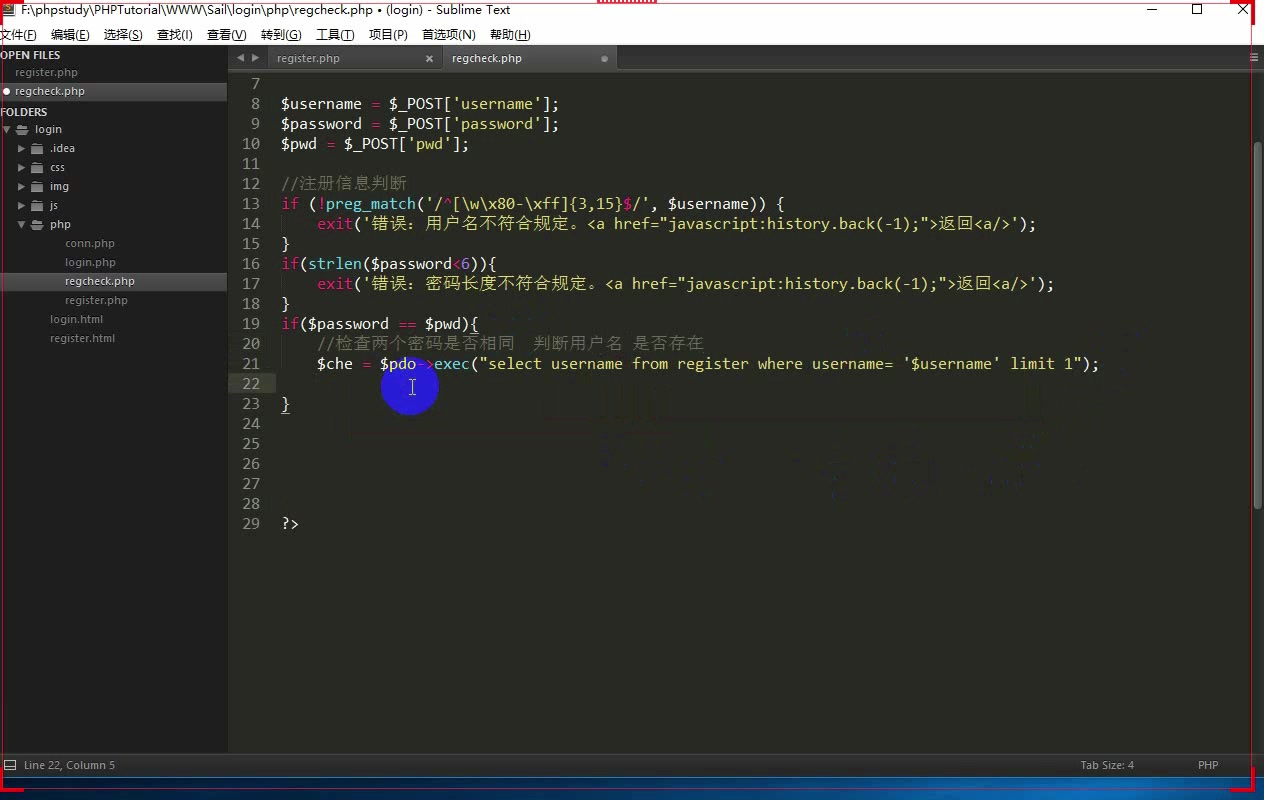 F:\phpstudy\PHPTutorial\WWW\Sail\login\php\regcheck.php • (login) - Sublime Text
文件(F) 编辑(E) 选择(S) 查找(I) 查看(V) 转到(G) 工具(T) 项目(P) 首选项(N) 帮助(H)
OPEN FILES
register.php
regcheck.php
FOLDERS
login
.idea
css
img
js
php
conn.php
login.php
regcheck.php
register.php
login.html
register.html
register.php
regcheck.php
7
8 $username = $_POST['username'];
9 $password = $_POST['password'];
10 $pwd = $_POST['pwd'];
11
12 //注册信息判断
13 if (!preg_match('/^[\w\x80-\xff]{3,15}$/', $username)) {
14 exit('错误：用户名不符合规定。<a href="javascript:history.back(-1);">返回<a/>');
15 }
16 if(strlen($password<6)){
17 exit('错误：密码长度不符合规定。<a href="javascript:history.back(-1);">返回<a/>');
18 }
19 if($password == $pwd){
20 //检查两个密码是否相同 判断用户名 是否存在
21 $che = $pdo->exec("select username from register where username= '$username' limit 1");
22
23 }
24
25
26
27
28
29 ?>
Line 22, Column 5
Tab Size: 4
PHP